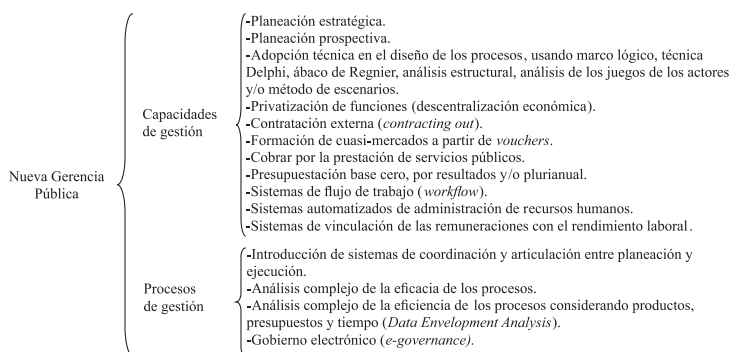 Nueva Gerencia
Pública
Capacidades
de gestión
-Planeación estratégica.
-Planeación prospectiva.
-Adopción técnica en el diseño de los procesos, usando marco lógico, técnica
Delphi, ábaco de Regnier, análisis estructural, análisis de los juegos de los actores
y/o método de escenarios.
-Privatización de funciones (descentralización económica).
-Contratación externa (contracting out).
-Formación de cuasi-mercados a partir de vouchers.
-Cobrar por la prestación de servicios públicos.
-Presupuestación base cero, por resultados y/o plurianual.
-Sistemas de flujo de trabajo (workflow).
-Sistemas automatizados de administración de recursos humanos.
-Sistemas de vinculación de las remuneraciones con el rendimiento laboral.
Procesos
de gestión
-Introducción de sistemas de coordinación y articulación entre planeación y
ejecución.
-Análisis complejo de la eficacia de los procesos.
-Análisis complejo de la eficiencia de los procesos considerando productos,
presupuestos y tiempo (Data Envelopment Analysis).
-Gobierno electrónico (e-governance).